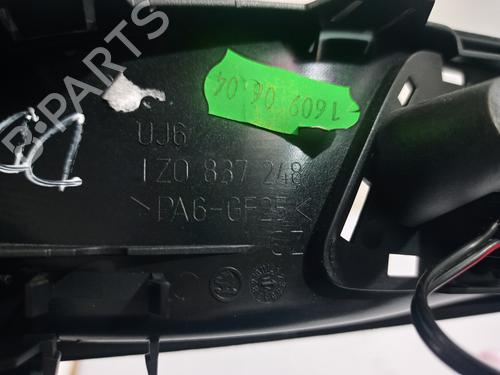 B-PARTS
1609 06 04
UJ6
1Z0 837 248
>PA6-GF25<